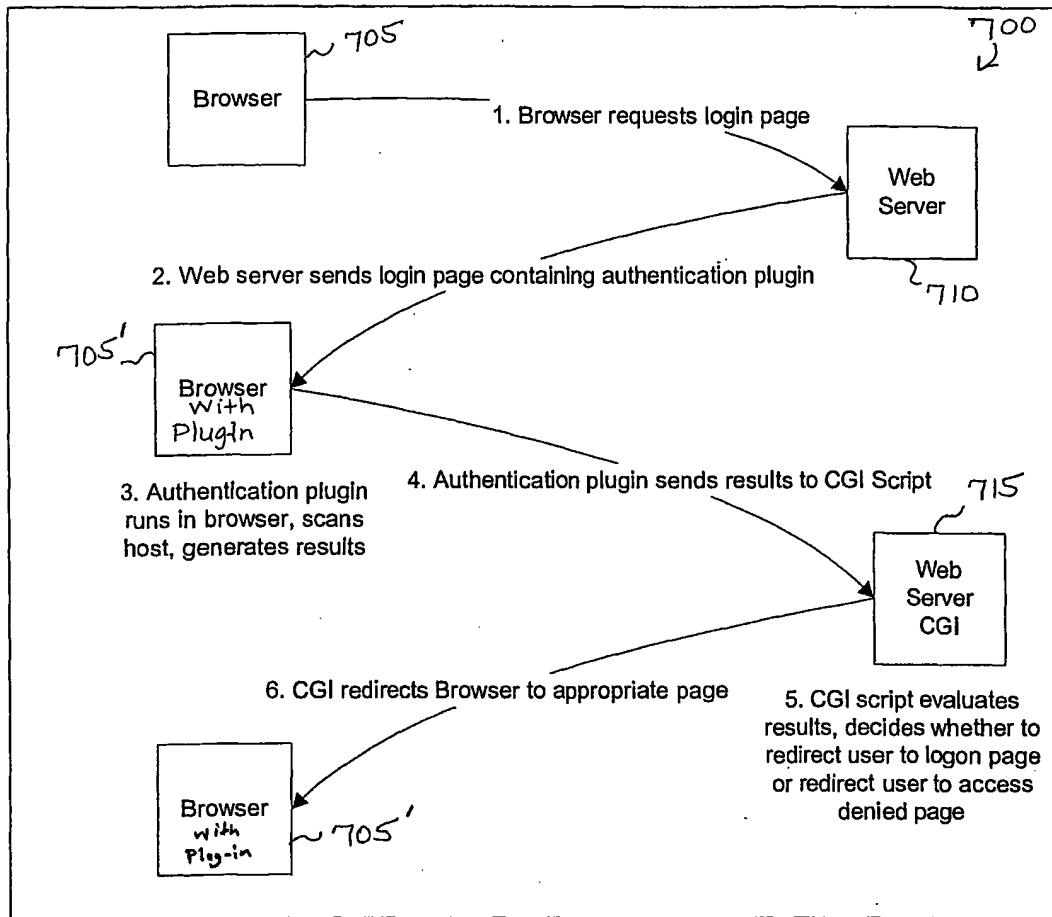 705
700
Browser
1. Browser requests login page
Web
Server
2. Web server sends login page containing authentication plugin
710
705'
Browser
with
PlugIn
4. Authentication plugin sends results to CGI Script
3. Authentication plugin
runs in browser, scans
host, generates results
715
Web
Server
CGI
6. CGI redirects Browser to appropriate page
5. CGI script evaluates
results, decides whether to
redirect user to logon page
or redirect user to access
denied page
Browser
with
Plug-in
705'